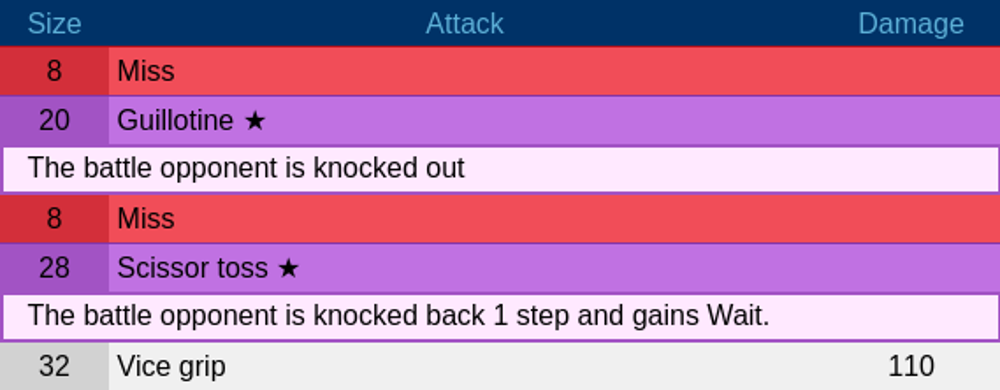 Size Attack Damage
8 Miss
20 Guillotine ★
The battle opponent is knocked out
8 Miss
28 Scissor toss ★
The battle opponent is knocked back 1 step and gains Wait.
32 Vice grip 110